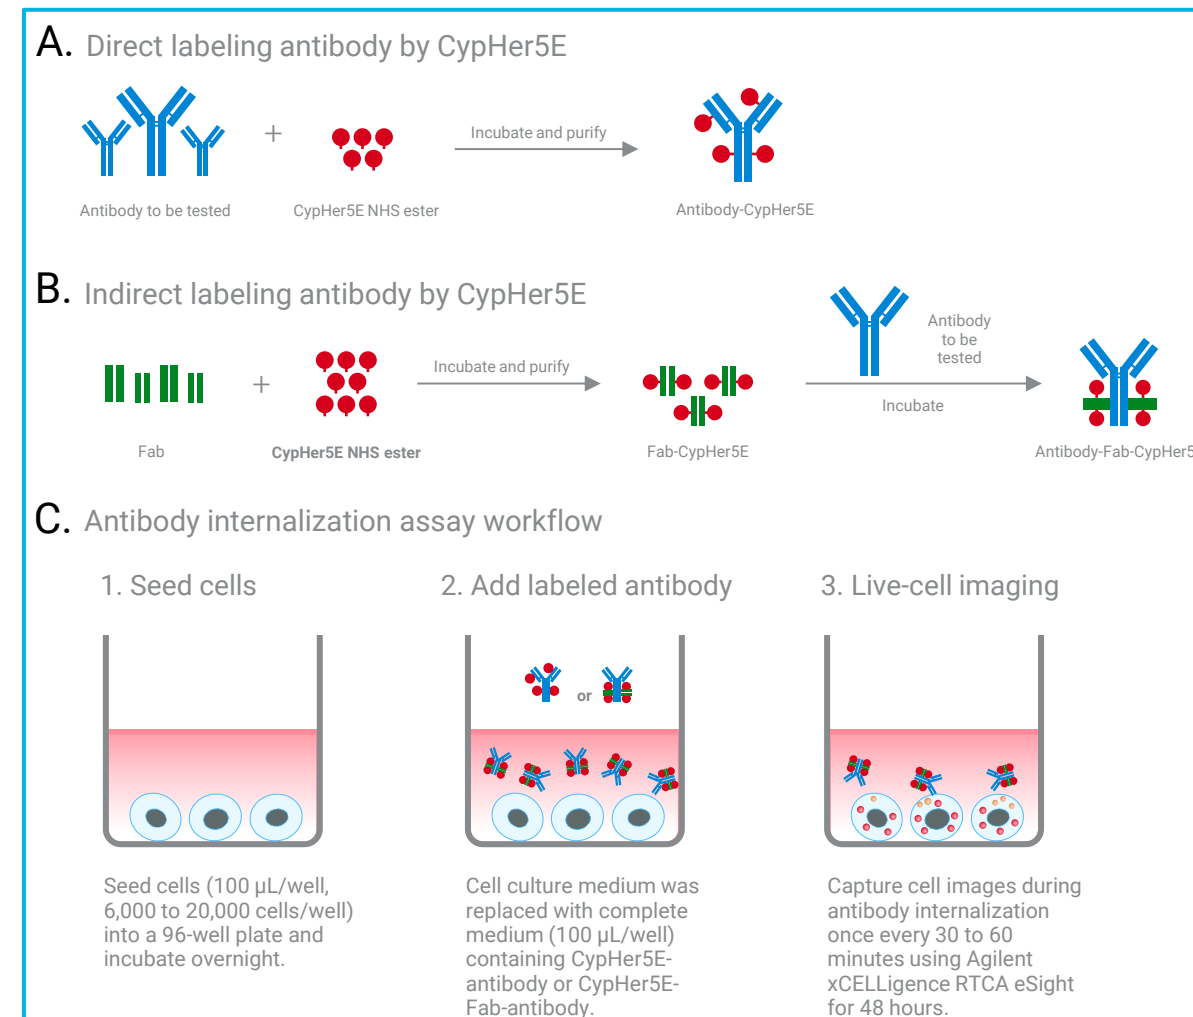 A. Direct labeling antibody by CypHer5E
+
Incubate and purify
Antibody to be tested
CypHer5E NHS ester
Antibody-CypHer5E
B. Indirect labeling antibody by CypHer5E
Antibody
to be
tested
+
Incubate and purify
Incubate
Fab
CypHer5E NHS ester
Fab-CypHer5E
Antibody-Fab-CypHer5
C. Antibody internalization assay workflow
1. Seed cells
2. Add labeled antibody
3. Live-cell imaging
or
Seed cells (100 µL/well,
6,000 to 20,000 cells/well)
into a 96-well plate and
incubate overnight.
Cell culture medium was
replaced with complete
medium (100 µL/well)
containing CypHer5E-
antibody or CypHer5E-
Fab-antibody.
Capture cell images during
antibody internalization
once every 30 to 60
minutes using Agilent
xCELLigence RTCA eSight
for 48 hours.